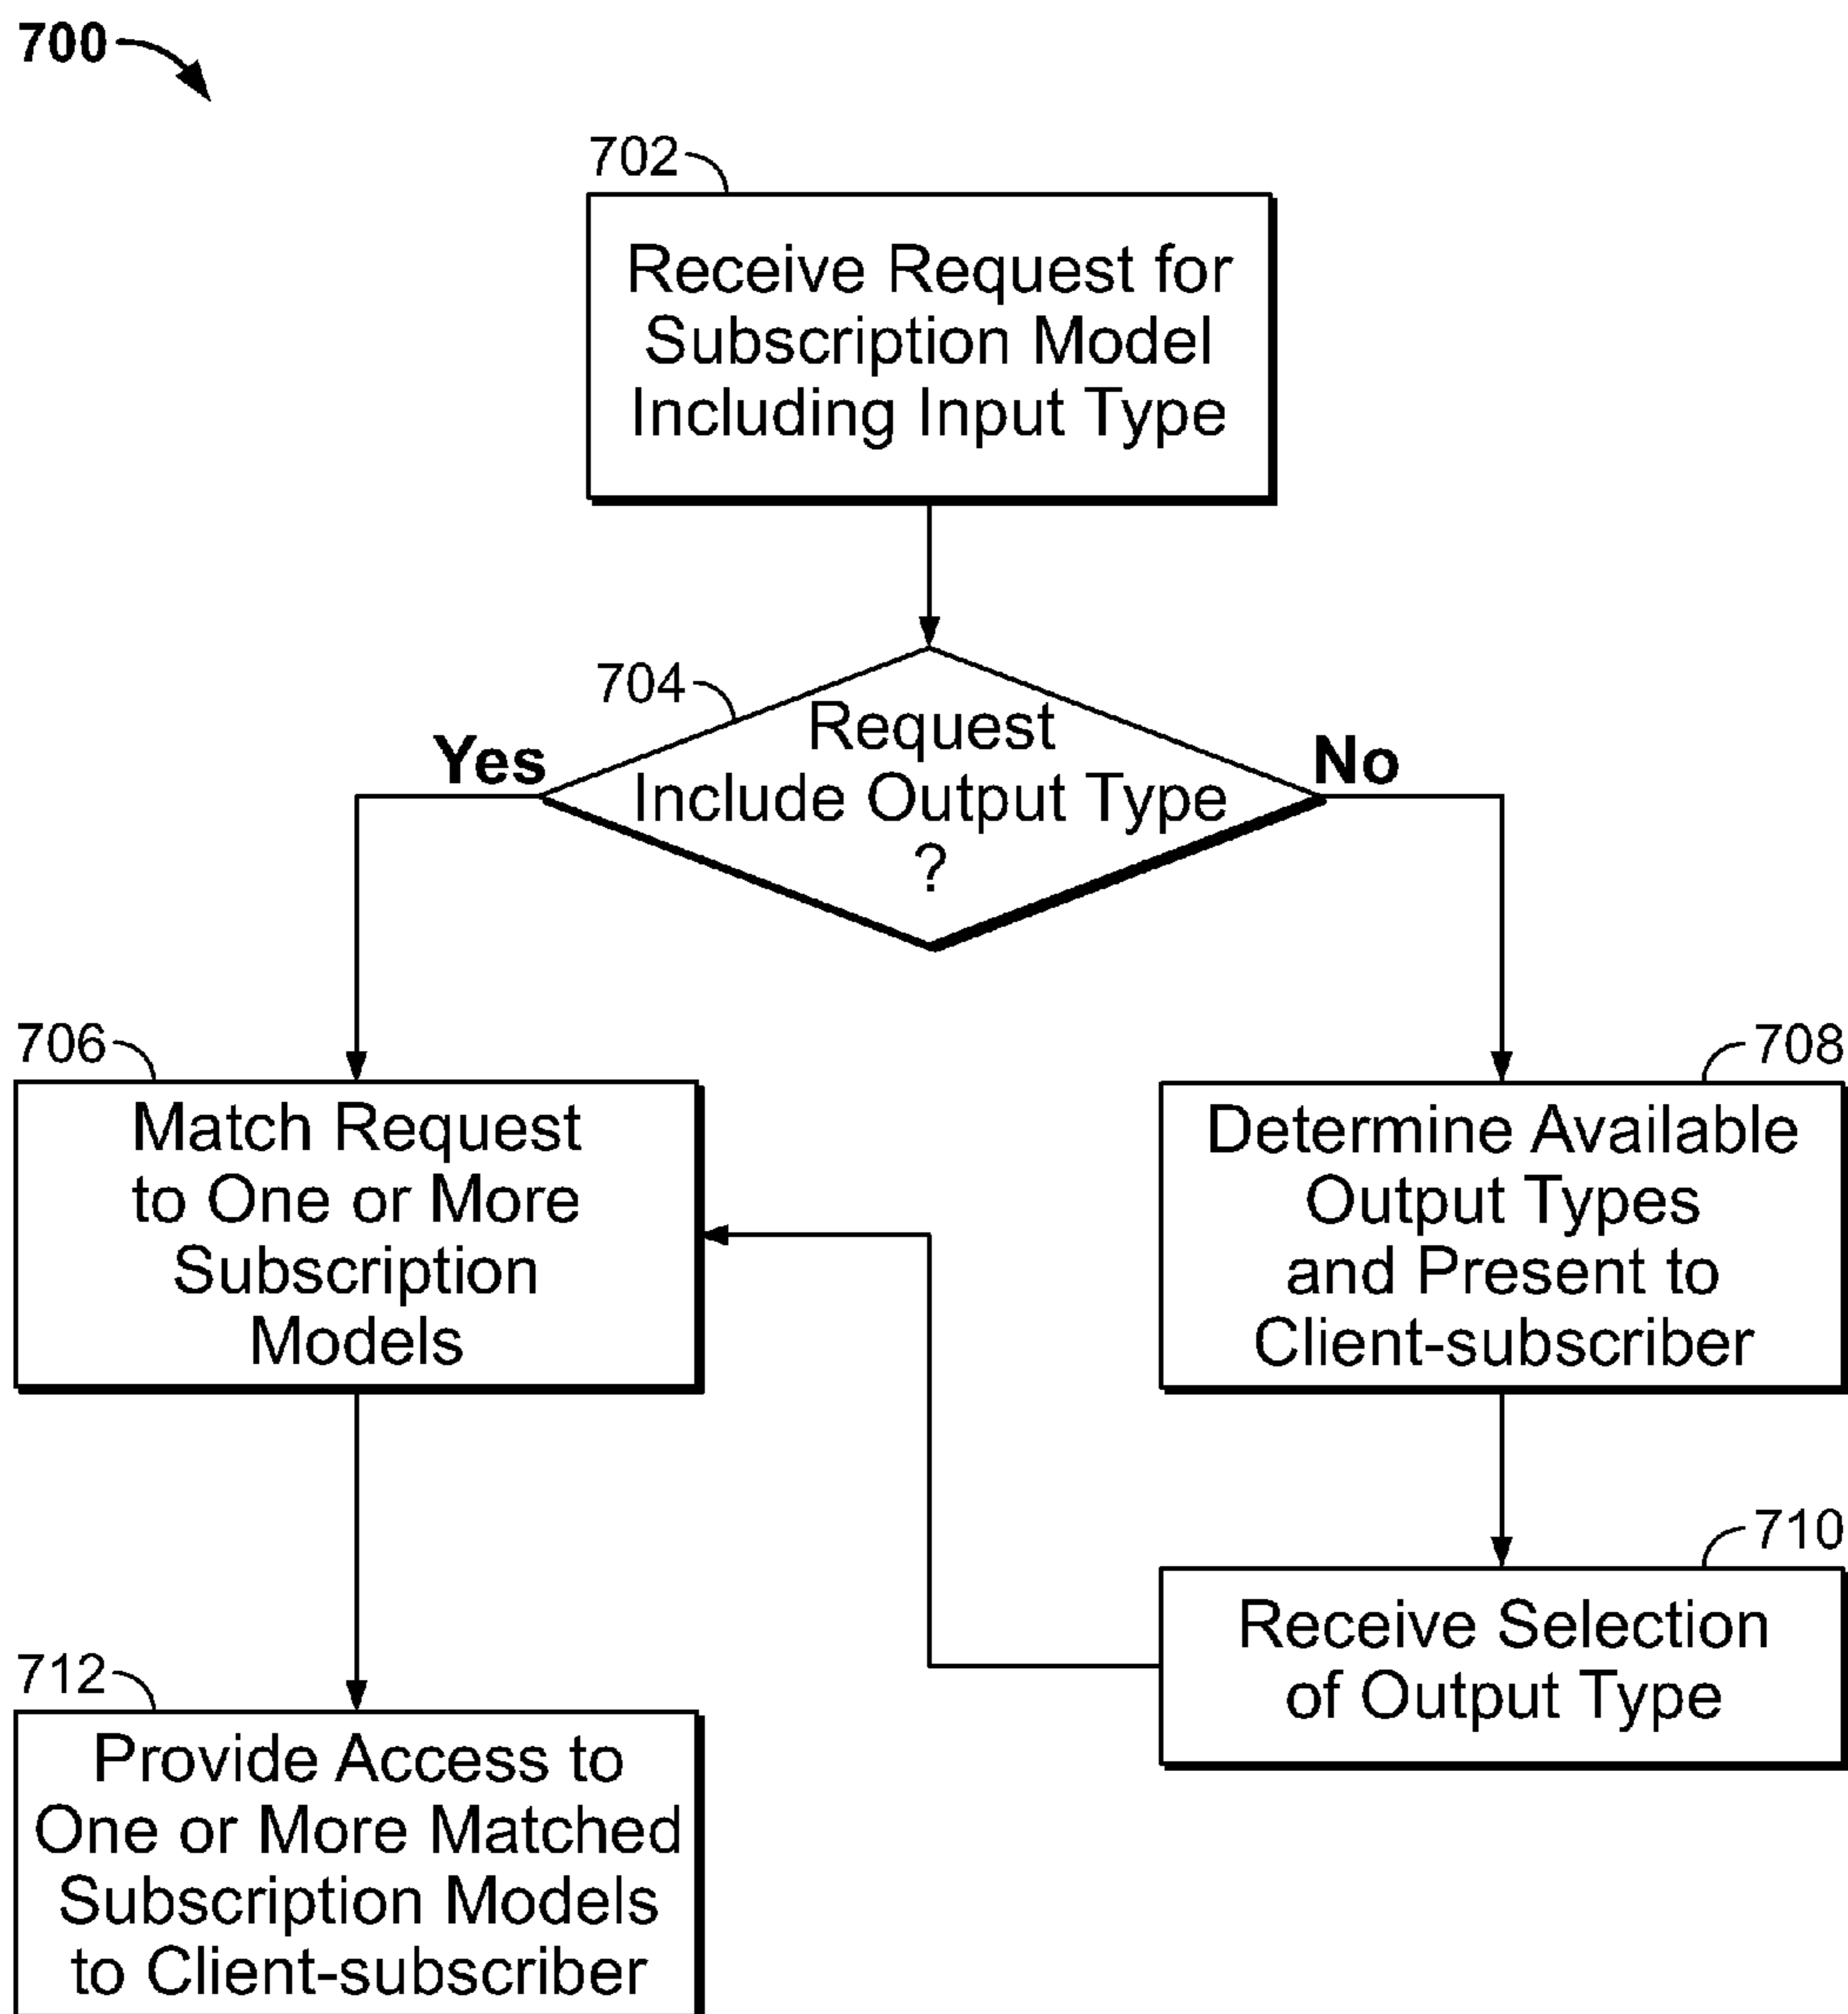 700
702
Receive Request for
Subscription Model
Including Input Type
704
Request
Include Output Type
?
Yes
No
706
Match Request
to One or More
Subscription
Models
708
Determine Available
Output Types
and Present to
Client-subscriber
710
Receive Selection
of Output Type
712
Provide Access to
One or More Matched
Subscription Models
to Client-subscriber